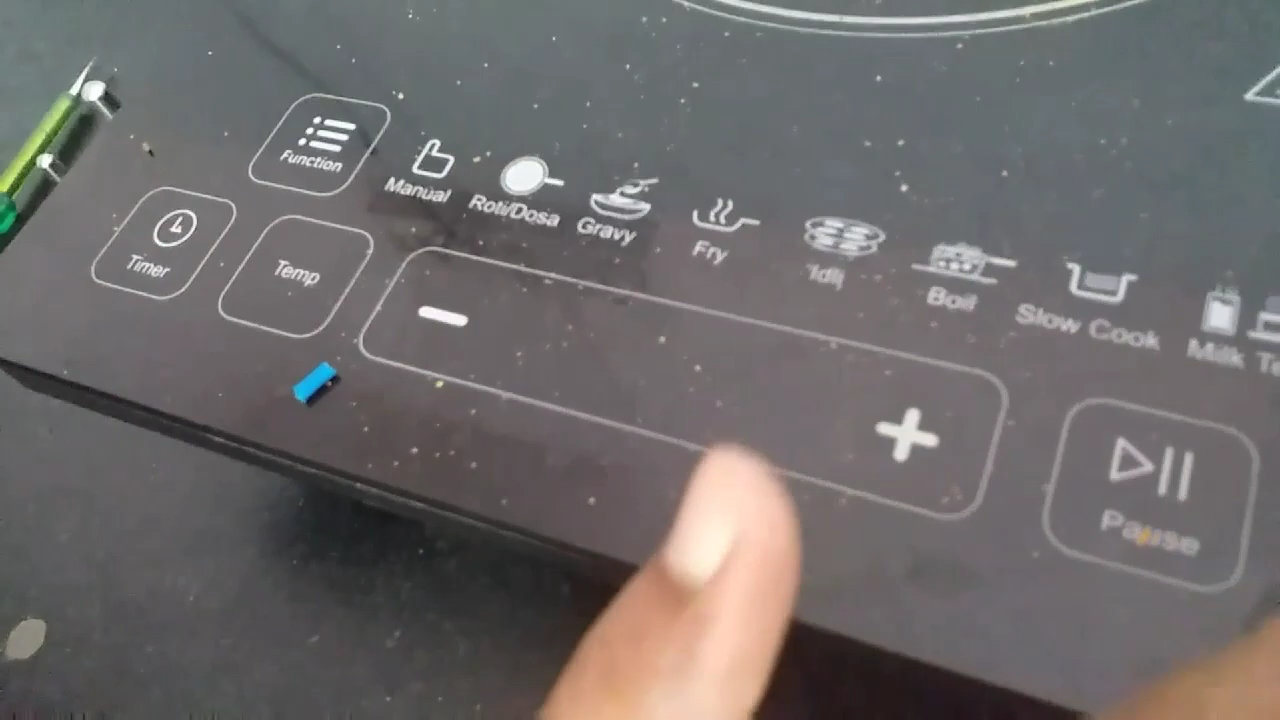 Function
Manual
Roti/Dosa
Gravy
Fry
Idli
Boil
Slow Cook
Milk
Timer
Temp
Pause